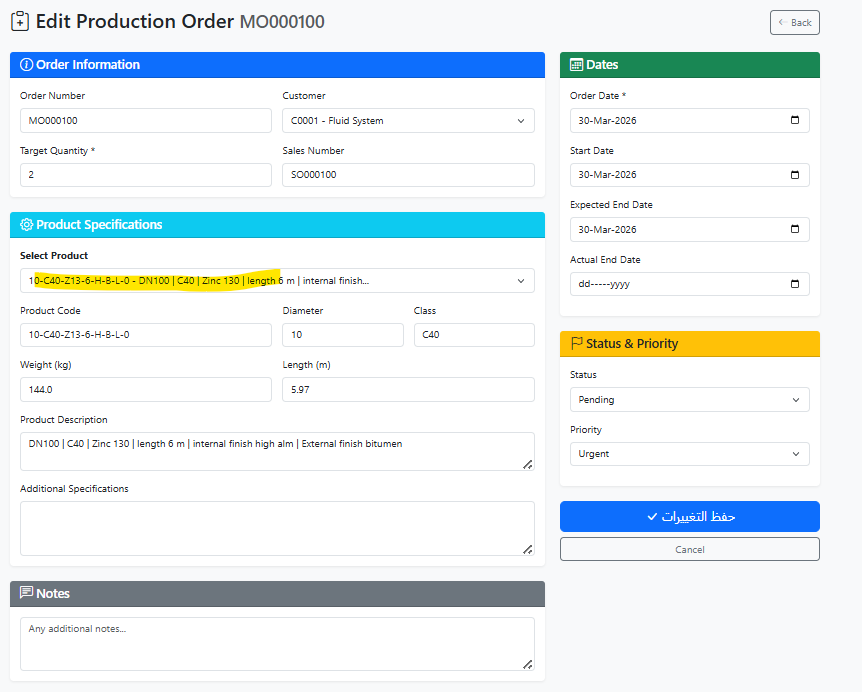 Edit Production Order MO000100
← Back
Order Information
Order Number
Customer
MO000100
C0001 - Fluid System
Target Quantity *
Sales Number
2
SO000100
Product Specifications
Select Product
10-C40-Z13-6-H-B-L-0 - DN100 | C40 | Zinc 130 | length 6 m | internal finish...
Product Code
Diameter
Class
10-C40-Z13-6-H-B-L-0
10
C40
Weight (kg)
Length (m)
144.0
5.97
Product Description
DN100 | C40 | Zinc 130 | length 6 m | internal finish high alm | External finish bitumen
Additional Specifications
Notes
Any additional notes...
Dates
Order Date *
30-Mar-2026
Start Date
30-Mar-2026
Expected End Date
30-Mar-2026
Actual End Date
dd-----yyyy
Status & Priority
Status
Pending
Priority
Urgent
حفظ التغييرات
Cancel